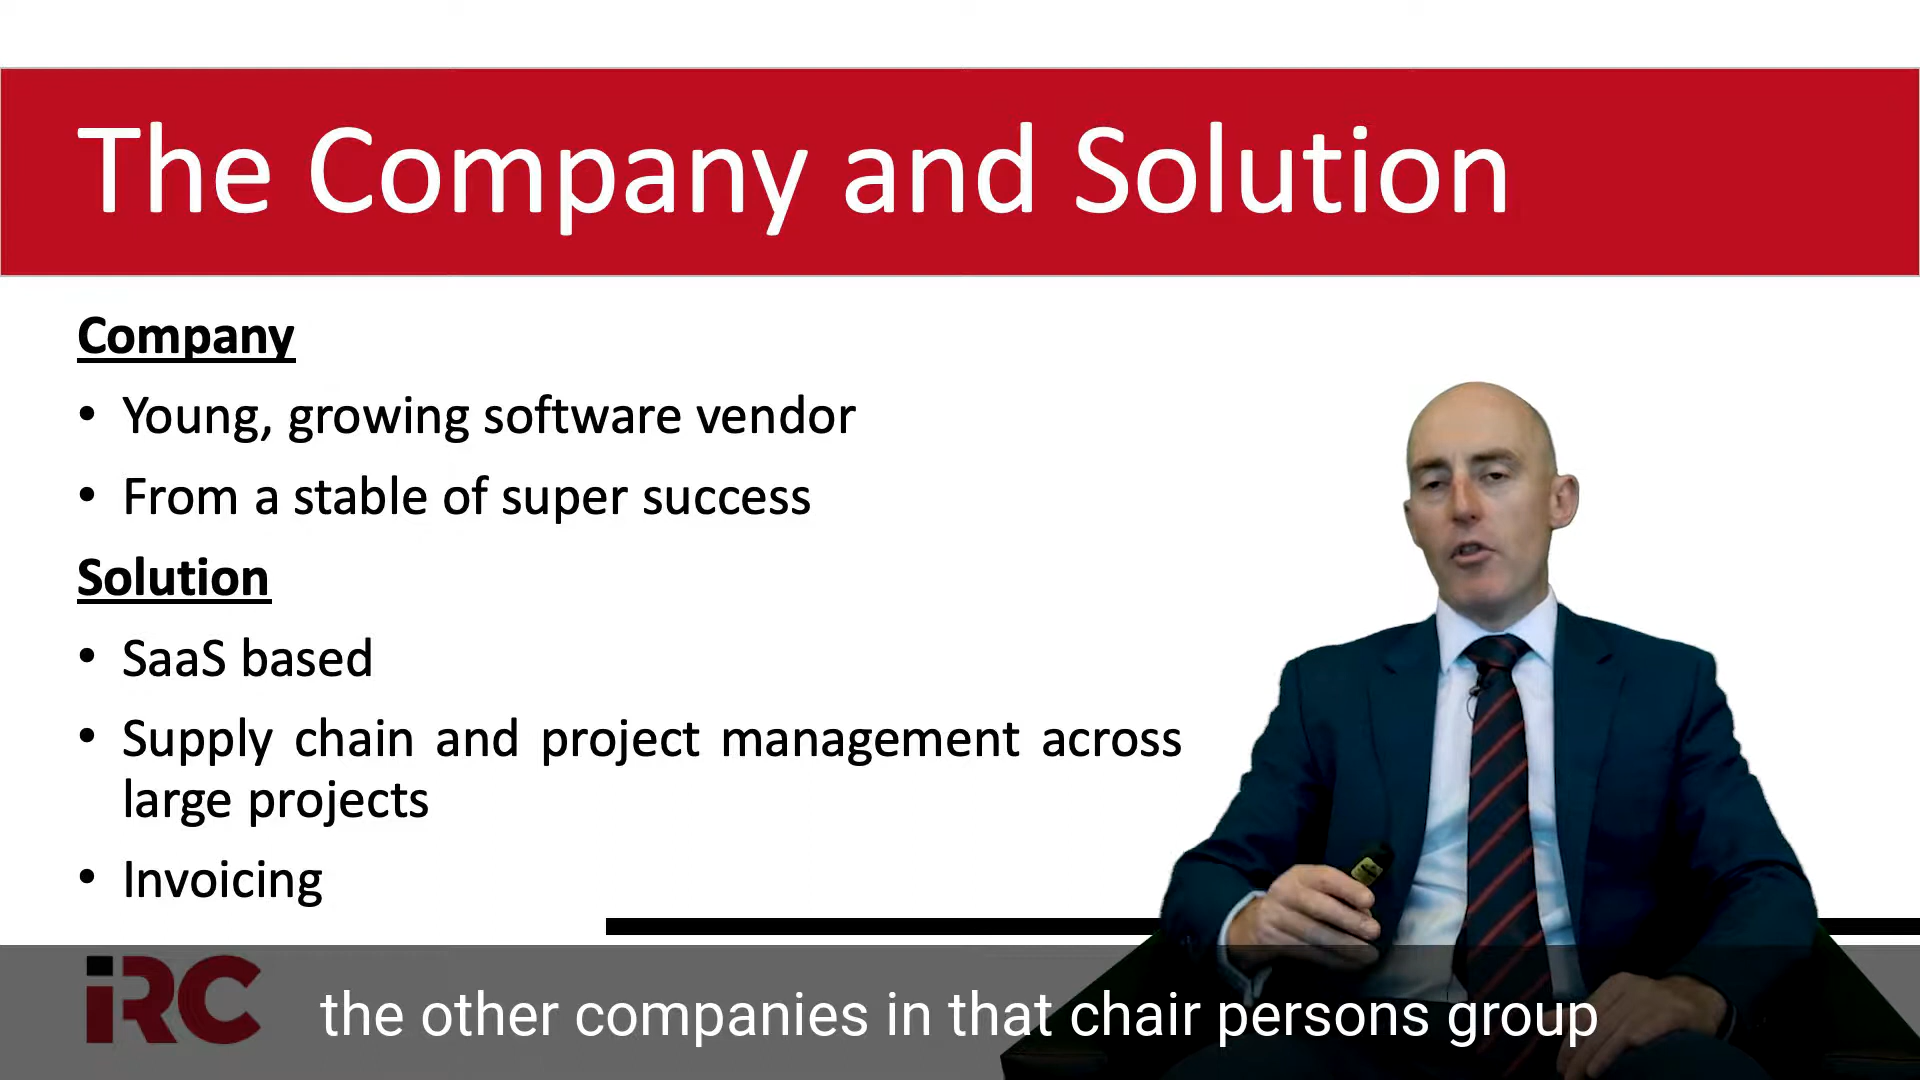 The Company and Solution
Company
• Young, growing software vendor
• From a stable of super success
Solution
• SaaS based
• Supply chain and project management across
large projects
• Invoicing
iRC
the other companies in that chair persons group